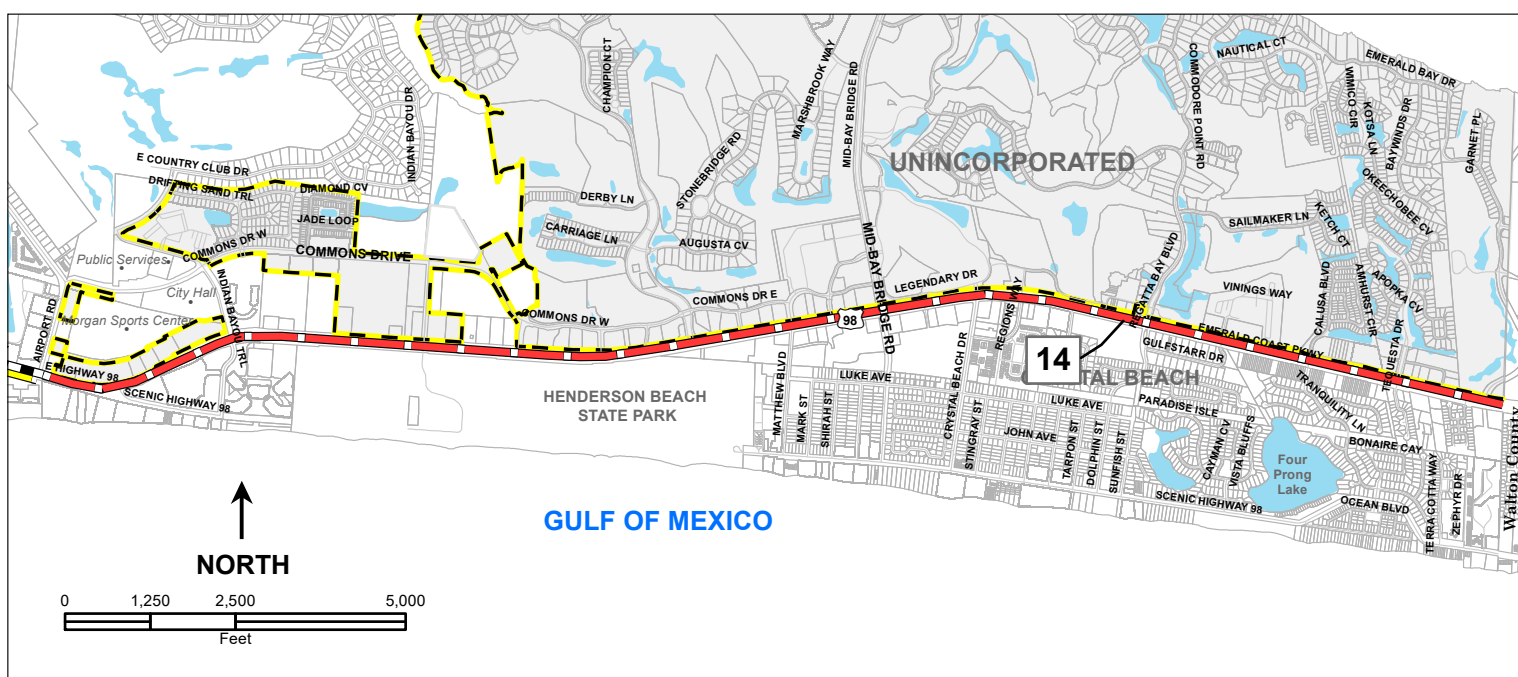 NAUTICAL CT
EMERALD BAY DR
CHAMPION CT
MARSHBROOK WAY
MID-BAY BRIDGE RD
COMMODORE POINT RD
WIMICO CIR
KOTSA LN
BAYWINDS DR
GARNET PL
INDIAN BAYOU DR
E COUNTRY CLUB DR
UNINCORPORATED
STONEBRIDGE RD
DRIFTING SAND TRL
DIAMOND CV
DERBY LN
OKEECHOBEE CV
JADE LOOP
SAILMAKER LN
KETCH CT
CARRIAGE LN
AUGUSTA CV
COMMONS DR W
COMMONS DRIVE
MID-BAY BRIDGE RD
Public Services
INDIAN BAYOU TRL
LEGENDARY DR
REGATTA BAY BLVD
VININGS WAY
CALUSA BLVD
AMHURST CIR
APOPKA CV
City Hall
COMMONS DR E
REGIONS WAY
Morgan Sports Center
AIRPORT RD
COMMONS DR W
98
EMERALD COAST PKWY
GULFSTARR DR
TEQUESTA DR
14
E HIGHWAY 98
SCENIC HIGHWAY 98
LUKE AVE
TAL BEACH
TRANQUILITY LN
HENDERSON BEACH
STATE PARK
MATTHEW BLVD
MARK ST
SHIRAH ST
CRYSTAL BEACH DR
STINGRAY ST
LUKE AVE
PARADISE ISLE
JOHN AVE
TARPON ST
DOLPHIN ST
SUNFISH ST
CAYMAN CV
VISTA BLUFFS
BONAIRE CAY
Four
Prong
Lake
Walton County
SCENIC HIGHWAY 98
OCEAN BLVD
TERRA COTTA WAY
ZEPHYR DR
GULF OF MEXICO
NORTH
0 1,250 2,500 5,000
Feet